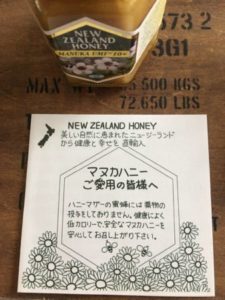 573 2
3G1
NEW
ZEALAND
HONEY
MANUKA UMF 10+
MAX WT
33 500 KGS
72 650 LBS
NEW ZEALAND HONEY
美しい自然に恵まれたニュージーランド
から健康と幸せを直輸入
マヌカハニー
ご愛用の皆様へ
ハニーマザーの蜜蜂には薬物の
投与をしておりません。健康によく
低カロリーで、安全なマヌカハニーを
安心してお召し上がり下さい。